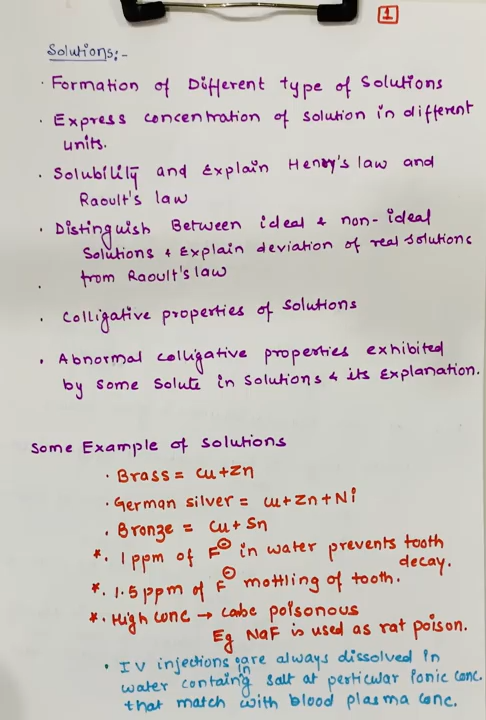 1
Solutions:-
· Formation of Different type of Solutions
· Express concentration of solution in different
units.
· Solubility and Explain Henry's law and
Raoult's law
· Distinguish Between ideal & non-ideal
Solutions & Explain deviation of real solutions
from Raoult's law
· Colligative properties of Solutions
· Abnormal colligative properties exhibited
by some solute in solutions & its Explanation.
Some Example of solutions
· Brass = Cu+Zn
· German silver = Cu+Zn+Ni
· Bronze = Cu+Sn
*. 1 ppm of F⊖ in water prevents tooth
decay.
*. 1.5 ppm of F⊖ mottling of tooth.
*. High conc → cabe poisonous
Eg NaF is used as rat poison.
· IV injections are always dissolved in
water containg in salt at perticular ionic conc.
that match with blood plasma conc.